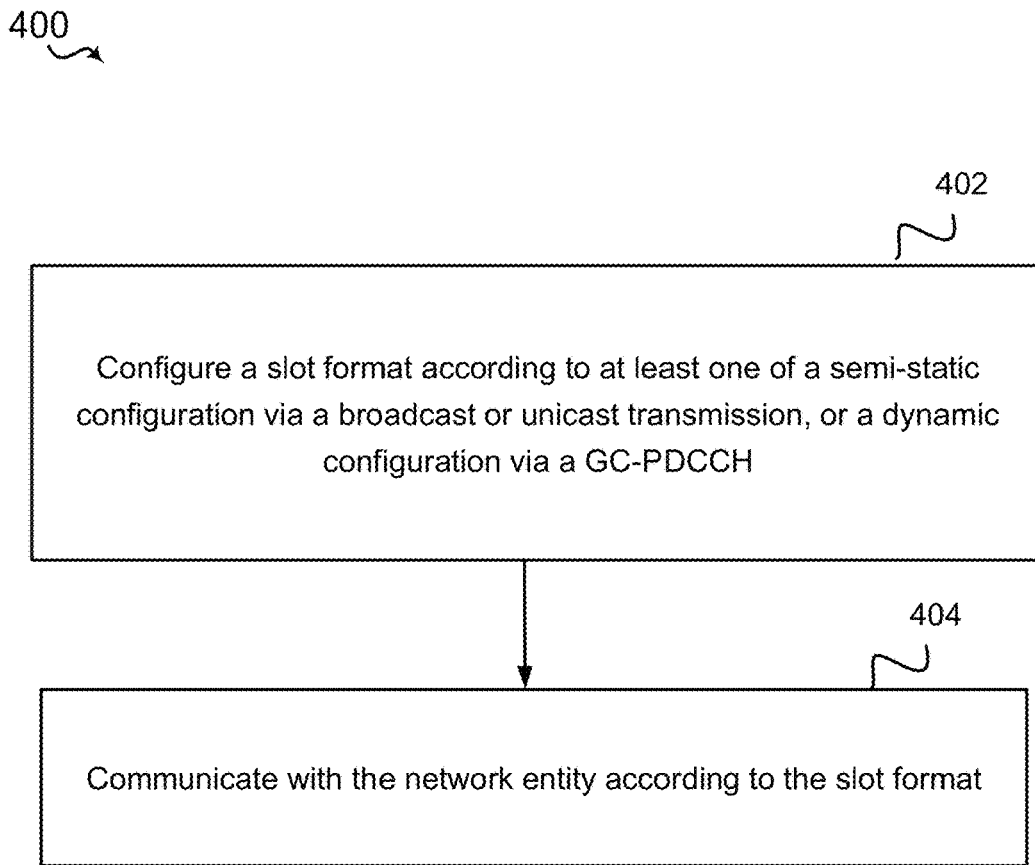 400
402
Configure a slot format according to at least one of a semi-static
configuration via a broadcast or unicast transmission, or a dynamic
configuration via a GC-PDCCH
404
Communicate with the network entity according to the slot format